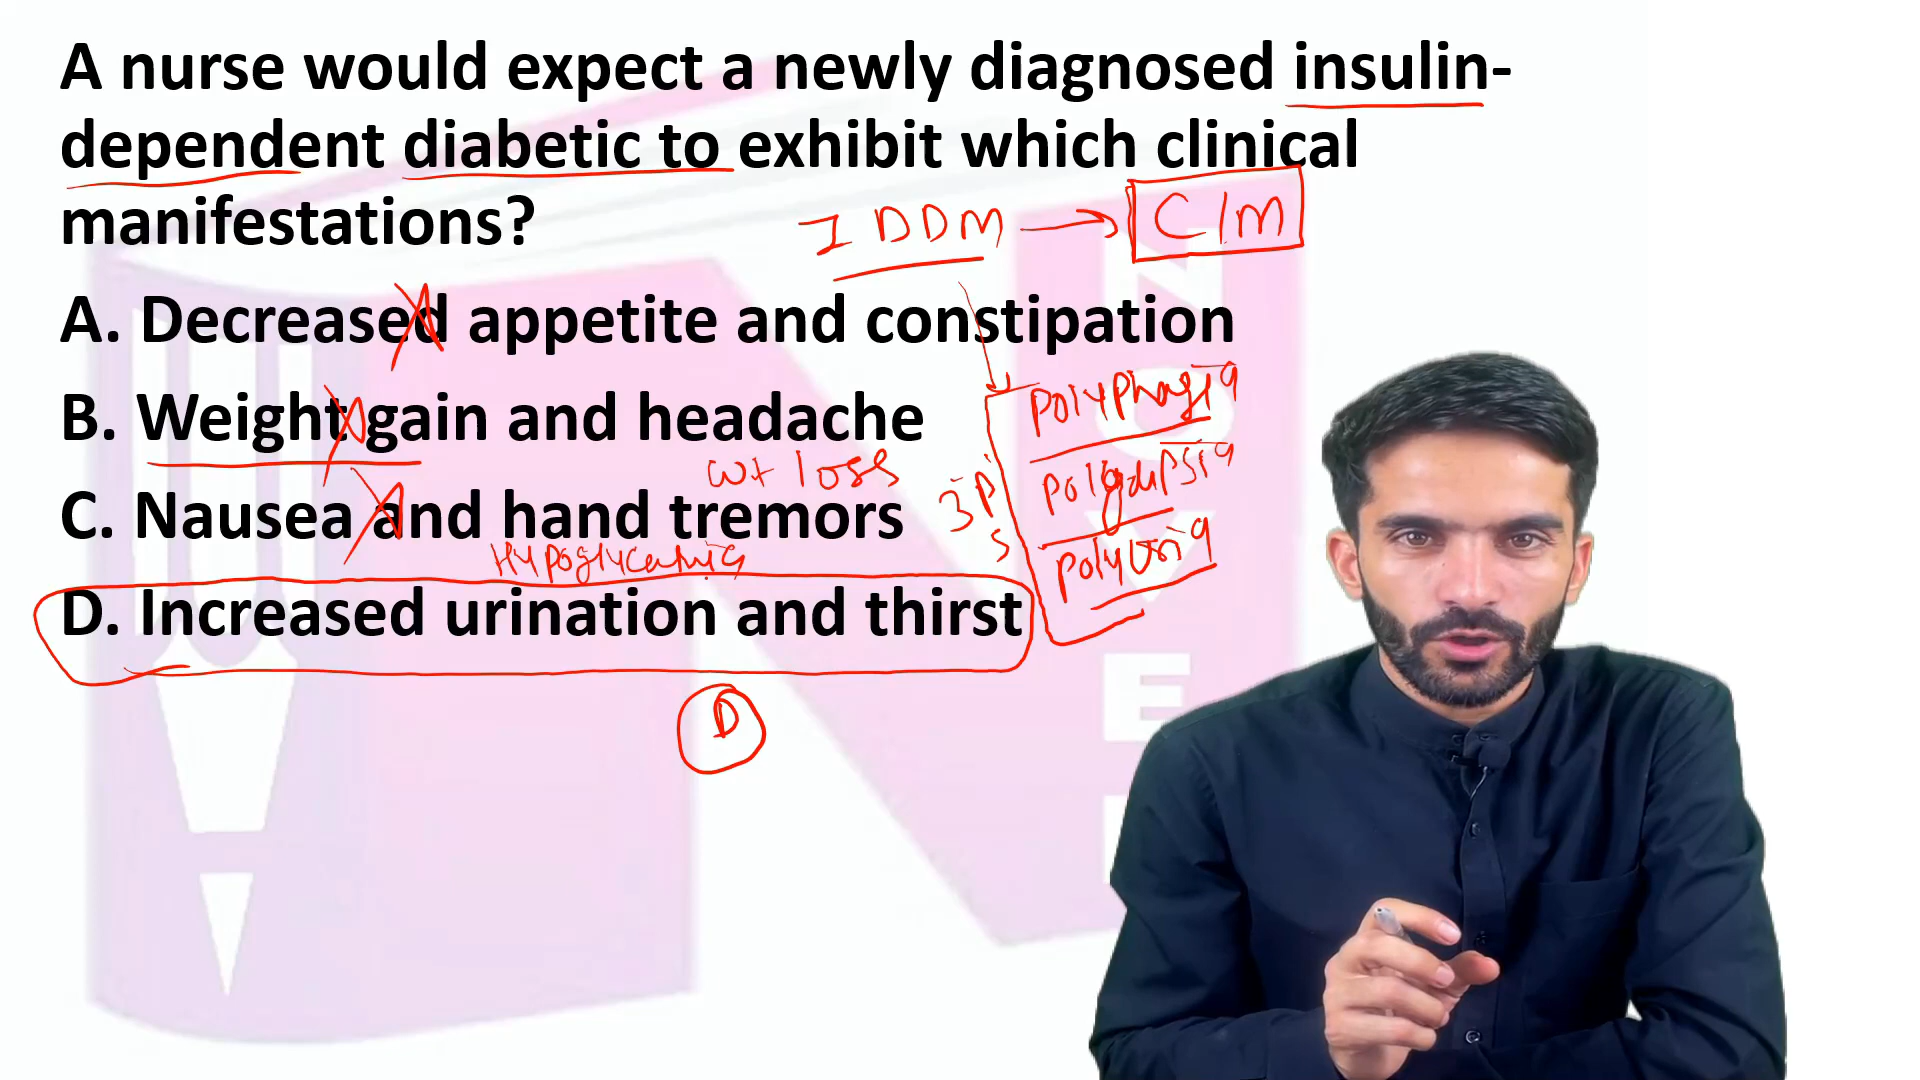 A nurse would expect a newly diagnosed insulin-
dependent diabetic to exhibit which clinical
manifestations?
IDDM → C/M
A. Decreased appetite and constipation
polyphagia
B. Weight gain and headache
wt loss
polydipsia
3p's
C. Nausea and hand tremors
Hypoglycemia
polyuria
D. Increased urination and thirst
D
N
O
V
E